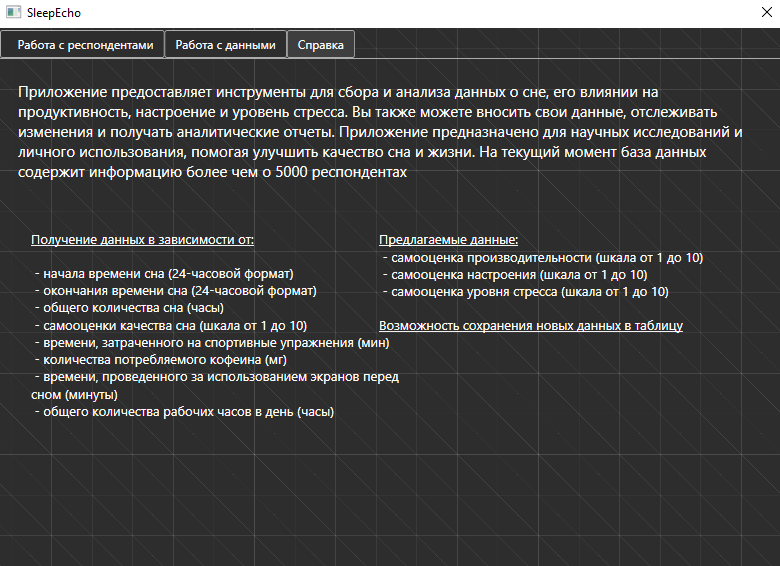 SleepEcho
Работа с респондентами
Работа с данными
Справка
Приложение предоставляет инструменты для сбора и анализа данных о сне, его влиянии на
продуктивность, настроение и уровень стресса. Вы также можете вносить свои данные, отслеживать
изменения и получать аналитические отчеты. Приложение предназначено для научных исследований и
личного использования, помогая улучшить качество сна и жизни. На текущий момент база данных
содержит информацию более чем о 5000 респондентах
Получение данных в зависимости от:
- начала времени сна (24-часовой формат)
- окончания времени сна (24-часовой формат)
- общего количества сна (часы)
- самооценки качества сна (шкала от 1 до 10)
- времени, затраченного на спортивные упражнения (мин)
- количества потребляемого кофеина (мг)
- времени, проведенного за использованием экранов перед
сном (минуты)
- общего количества рабочих часов в день (часы)
Предлагаемые данные:
- самооценка производительности (шкала от 1 до 10)
- самооценка настроения (шкала от 1 до 10)
- самооценка уровня стресса (шкала от 1 до 10)
Возможность сохранения новых данных в таблицу